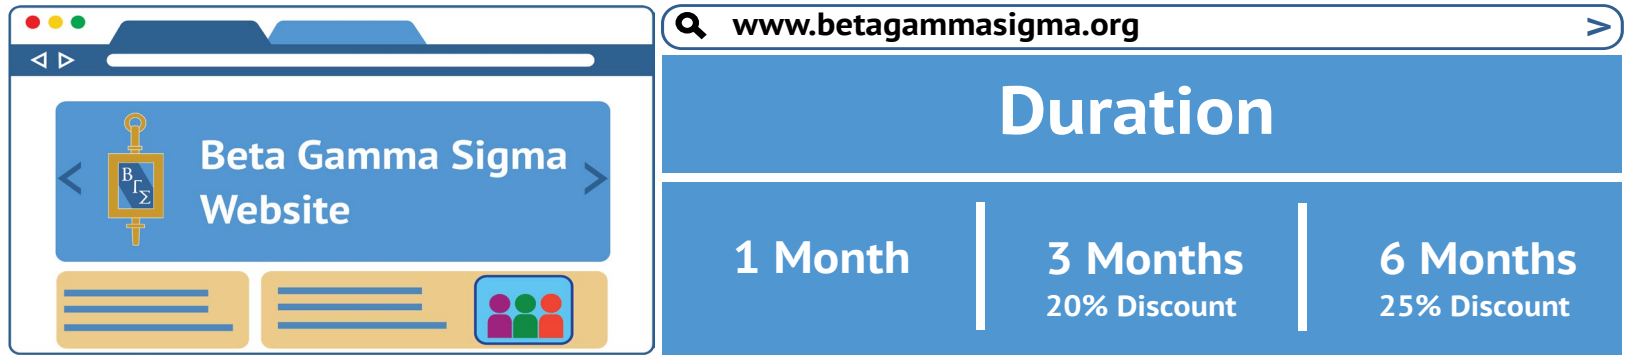 Beta Gamma Sigma
Website
Β
Γ
Σ
www.betagammasigma.org
Duration
1 Month
3 Months
20% Discount
6 Months
25% Discount